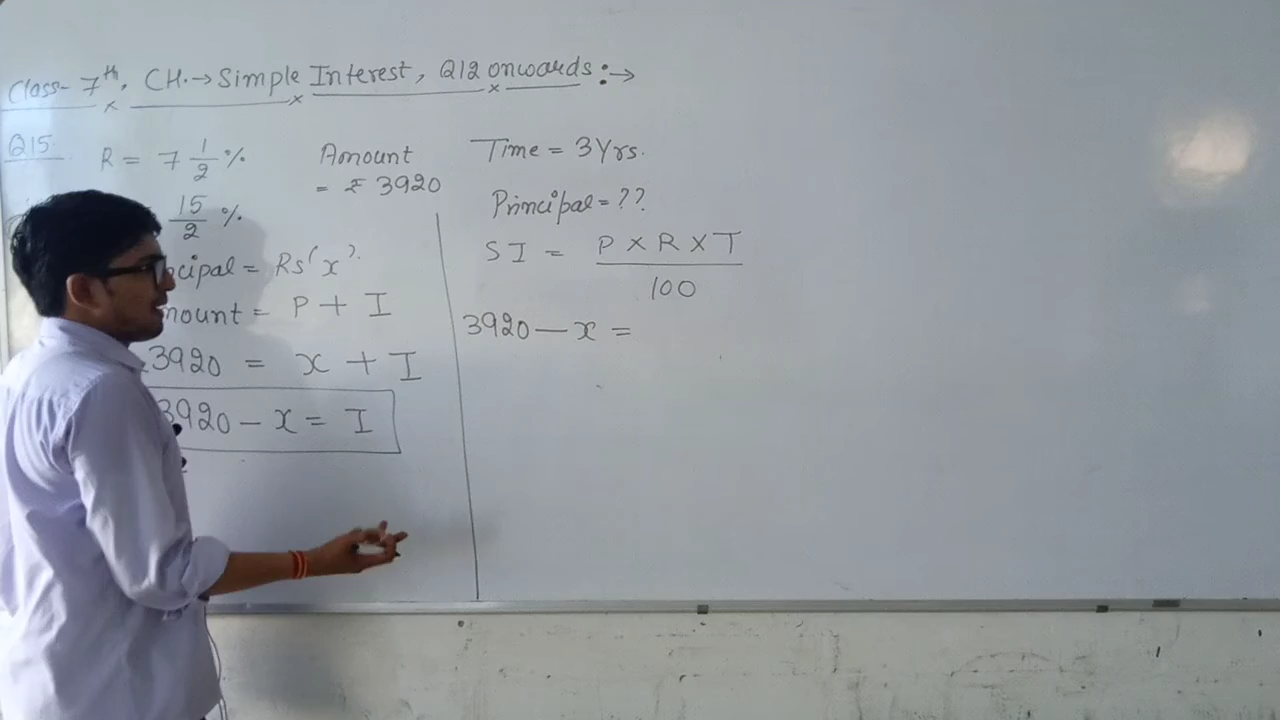 Class- 7th. CH.→Simple Interest, Q12 onwards:→
Q15
R = 7 1/2 %
15/2 %
Amount
= ₹ 3920
cipal = Rs 'x'.
mount = P + I
3920 = x + I
3920 - x = I
Time = 3Yrs.
Principal = ??
SI = P X R X T / 100
3920 - x =